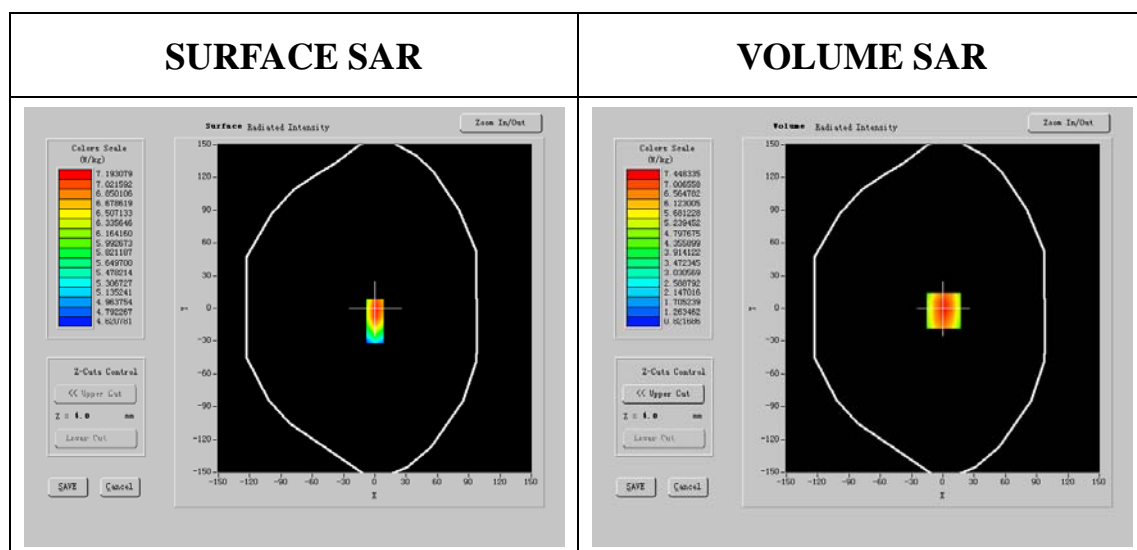 SURFACE SAR
VOLUME SAR
Surface Radiated Intensity
Zoom In/Out
Colors Scale
(W/kg)
7.193079
7.021592
6.850106
6.678619
6.507133
6.335646
6.164160
5.992673
5.821187
5.649700
5.478214
5.306727
5.135241
4.963754
4.792267
4.620781
150
120
90
60
30
0
-30
-60
-90
-120
-150
Y
-150 -120 -90 -60 -30 0 30 60 90 120 150
X
Z-Cuts Control
<< Upper Cut
Z = 4.0 mm
Lower Cut
SAVE
Cancel
Volume Radiated Intensity
Zoom In/Out
Colors Scale
(W/kg)
7.448335
7.006558
6.564782
6.123005
5.681228
5.239452
4.797675
4.355899
3.914122
3.472345
3.030569
2.588792
2.147016
1.705239
1.263462
0.821686
150
120
90
60
30
0
-30
-60
-90
-120
-150
Y
-150 -120 -90 -60 -30 0 30 60 90 120 150
X
Z-Cuts Control
<< Upper Cut
Z = 4.0 mm
Lower Cut
SAVE
Cancel